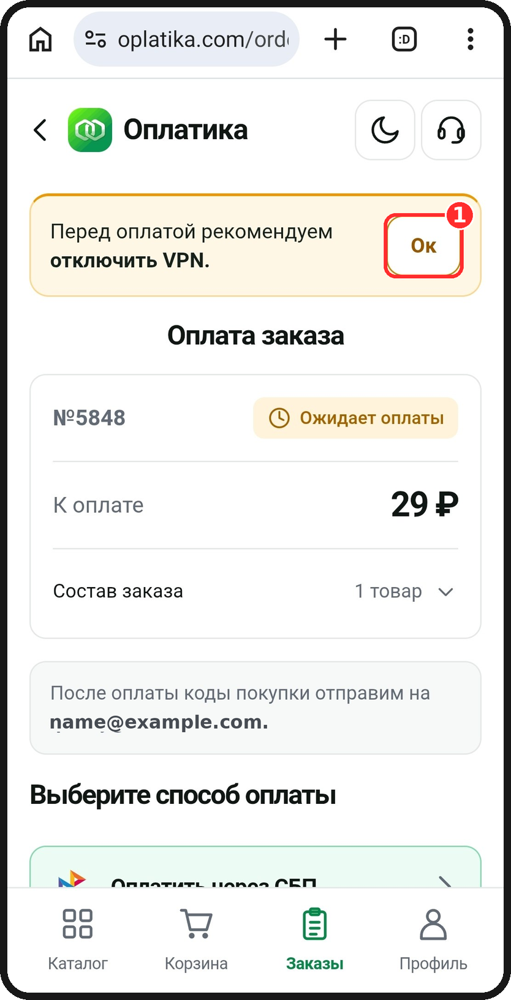 oplatika.com/ord
:D
Оплатика
Перед оплатой рекомендуем
отключить VPN.
Ок
1
Оплата заказа
№5848
Ожидает оплаты
К оплате
29 ₽
Состав заказа
1 товар
После оплаты коды покупки отправим на
name@example.com.
Выберите способ оплаты
Оплатить через СБП
Каталог
Корзина
Заказы
Профиль